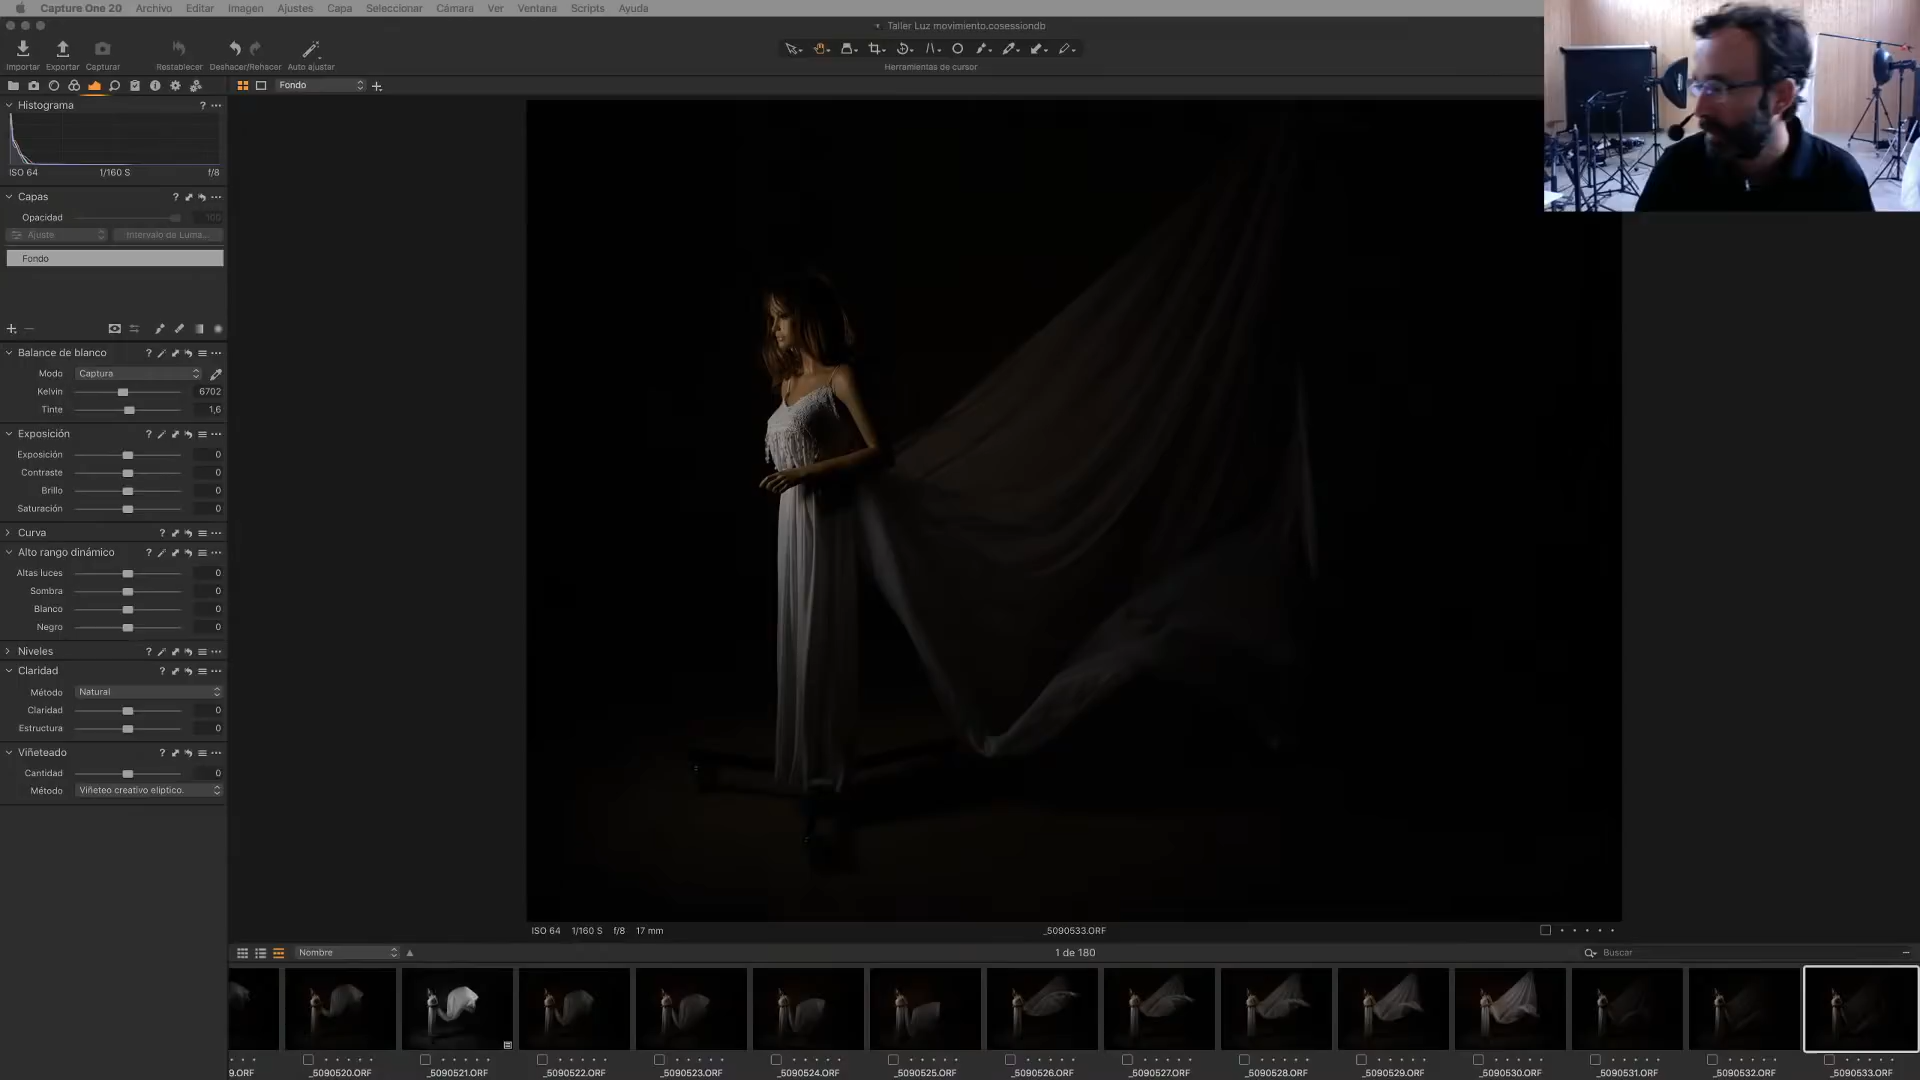 Capture One 20 Archivo Editar Imagen Ajustes Capa Seleccionar Cámara Ver Ventana Scripts Ayuda
Taller Luz movimiento.cosessiondb
Importar Exportar Capturar Restablecer Deshacer/Rehacer Auto ajustar Herramientas de cursor
Fondo
Histograma
ISO 64 1/160 S f/8
Capas
Opacidad 100
Ajuste Intervalo de Luma...
Fondo
Balance de blanco
Modo Captura
Kelvin 6702
Tinte 1,6
Exposición
Exposición 0
Contraste 0
Brillo 0
Saturación 0
Curva
Alto rango dinámico
Altas luces 0
Sombra 0
Blanco 0
Negro 0
Niveles
Claridad
Método Natural
Claridad 0
Estructura 0
Viñeteado
Cantidad 0
Método Viñeteo creativo elíptico.
ISO 64 1/160 S f/8 17 mm _5090533.ORF
Nombre 1 de 180 Buscar
9.ORF _5090520.ORF _5090521.ORF _5090522.ORF _5090523.ORF _5090524.ORF _5090525.ORF _5090526.ORF _5090527.ORF _5090528.ORF _5090529.ORF _5090530.ORF _5090531.ORF _5090532.ORF _5090533.ORF